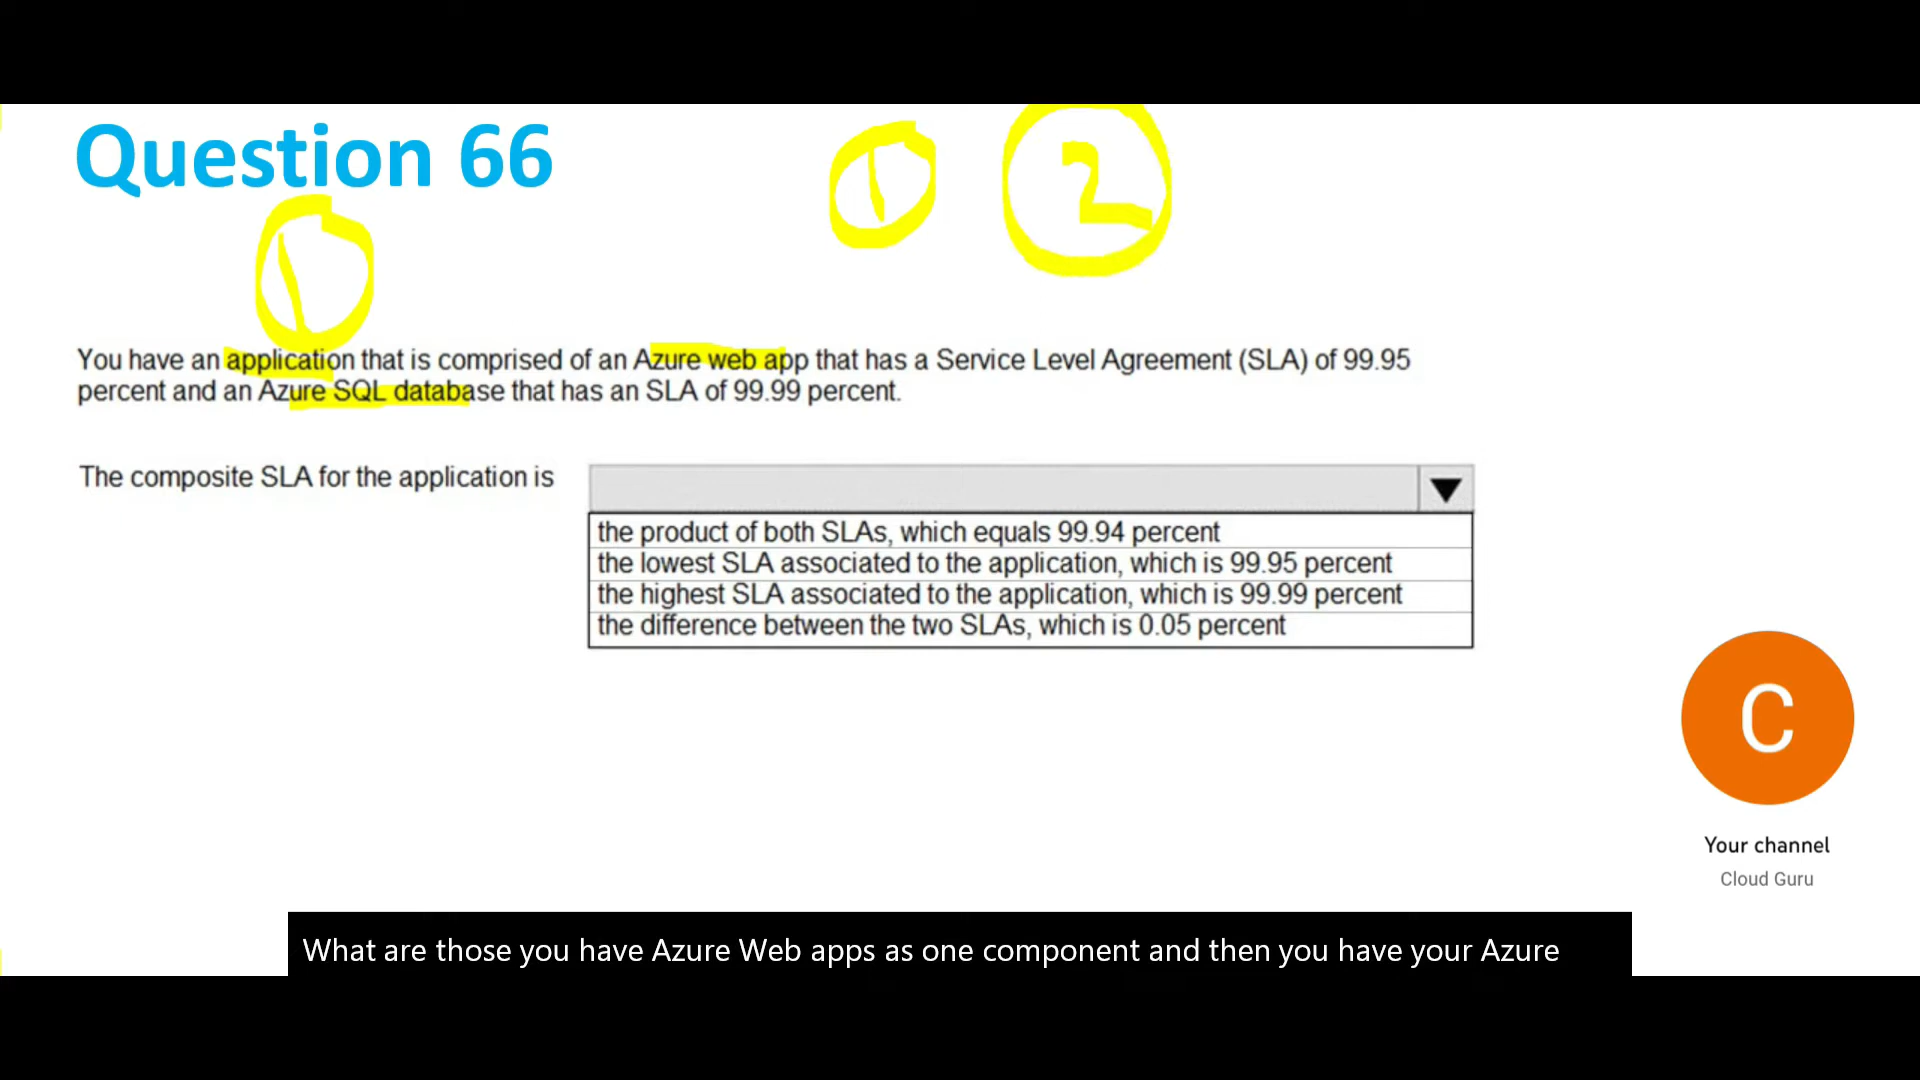 Question 66
1
2
1
You have an application that is comprised of an Azure web app that has a Service Level Agreement (SLA) of 99.95
percent and an Azure SQL database that has an SLA of 99.99 percent.
The composite SLA for the application is
the product of both SLAs, which equals 99.94 percent
the lowest SLA associated to the application, which is 99.95 percent
the highest SLA associated to the application, which is 99.99 percent
the difference between the two SLAs, which is 0.05 percent
C
Your channel
Cloud Guru
What are those you have Azure Web apps as one component and then you have your Azure